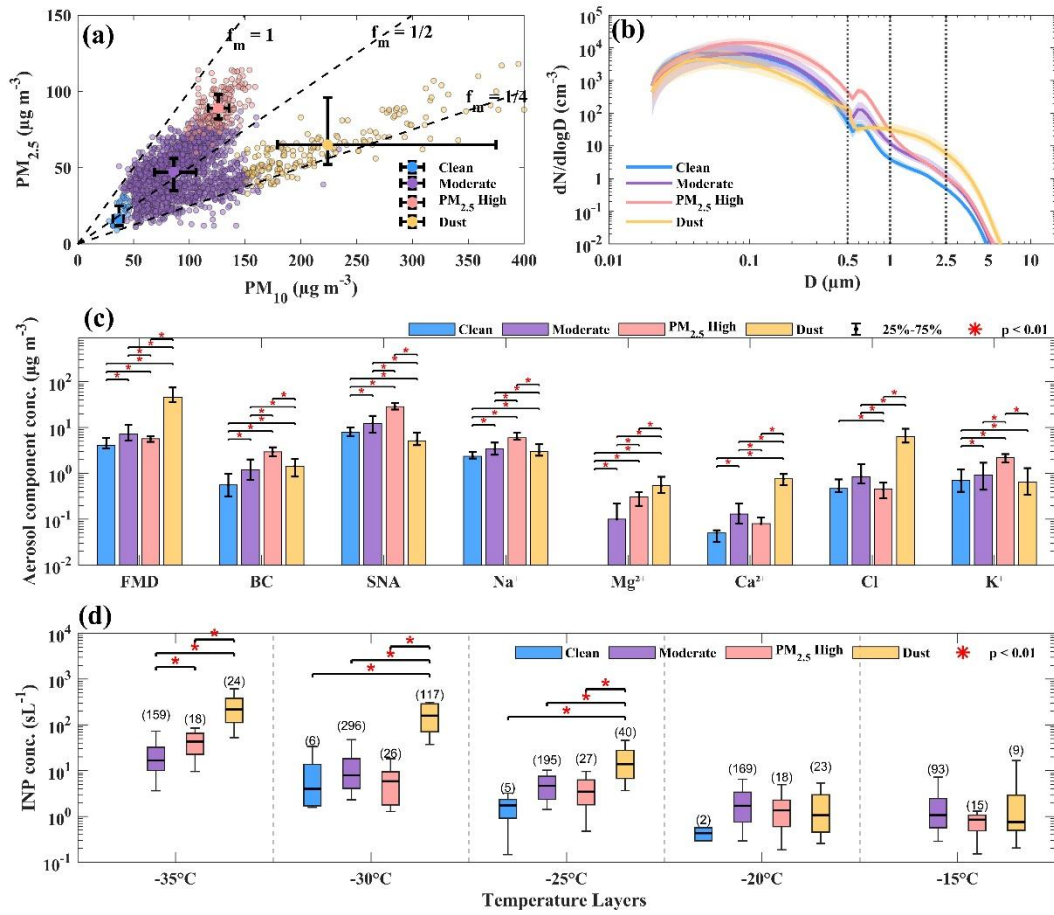 (a)
f_m = 1
f_m = 1/2
f_m = 1/4
150
100
50
0
PM2.5 (µg m-3)
0 50 100 150 200 250 300 350 400
PM10 (µg m-3)
Clean
Moderate
PM2.5 High
Dust
(b)
10^5
10^4
10^3
10^2
10
1
10^-1
10^-2
dN/dlogD (cm-3)
Clean
Moderate
PM2.5 High
Dust
0.01 0.1 0.5 1 2.5 5 10
D (µm)
(c)
Clean Moderate PM2.5 High Dust 25%-75% p < 0.01
10^2
10^1
10^0
10^-1
10^-2
Aerosol component conc. (µg m-3)
FMD BC SNA Na+ Mg2+ Ca2+ Cl K+
(d)
Clean Moderate PM2.5 High Dust p < 0.01
10^4
10^3
10^2
10^1
10^0
10^-1
INP conc. (sL-1)
(159) (18) (24)
(6) (296) (26) (117)
(5) (195) (27) (40)
(2) (169) (18) (23)
(93) (15) (9)
-35°C -30°C -25°C -20°C -15°C
Temperature Layers